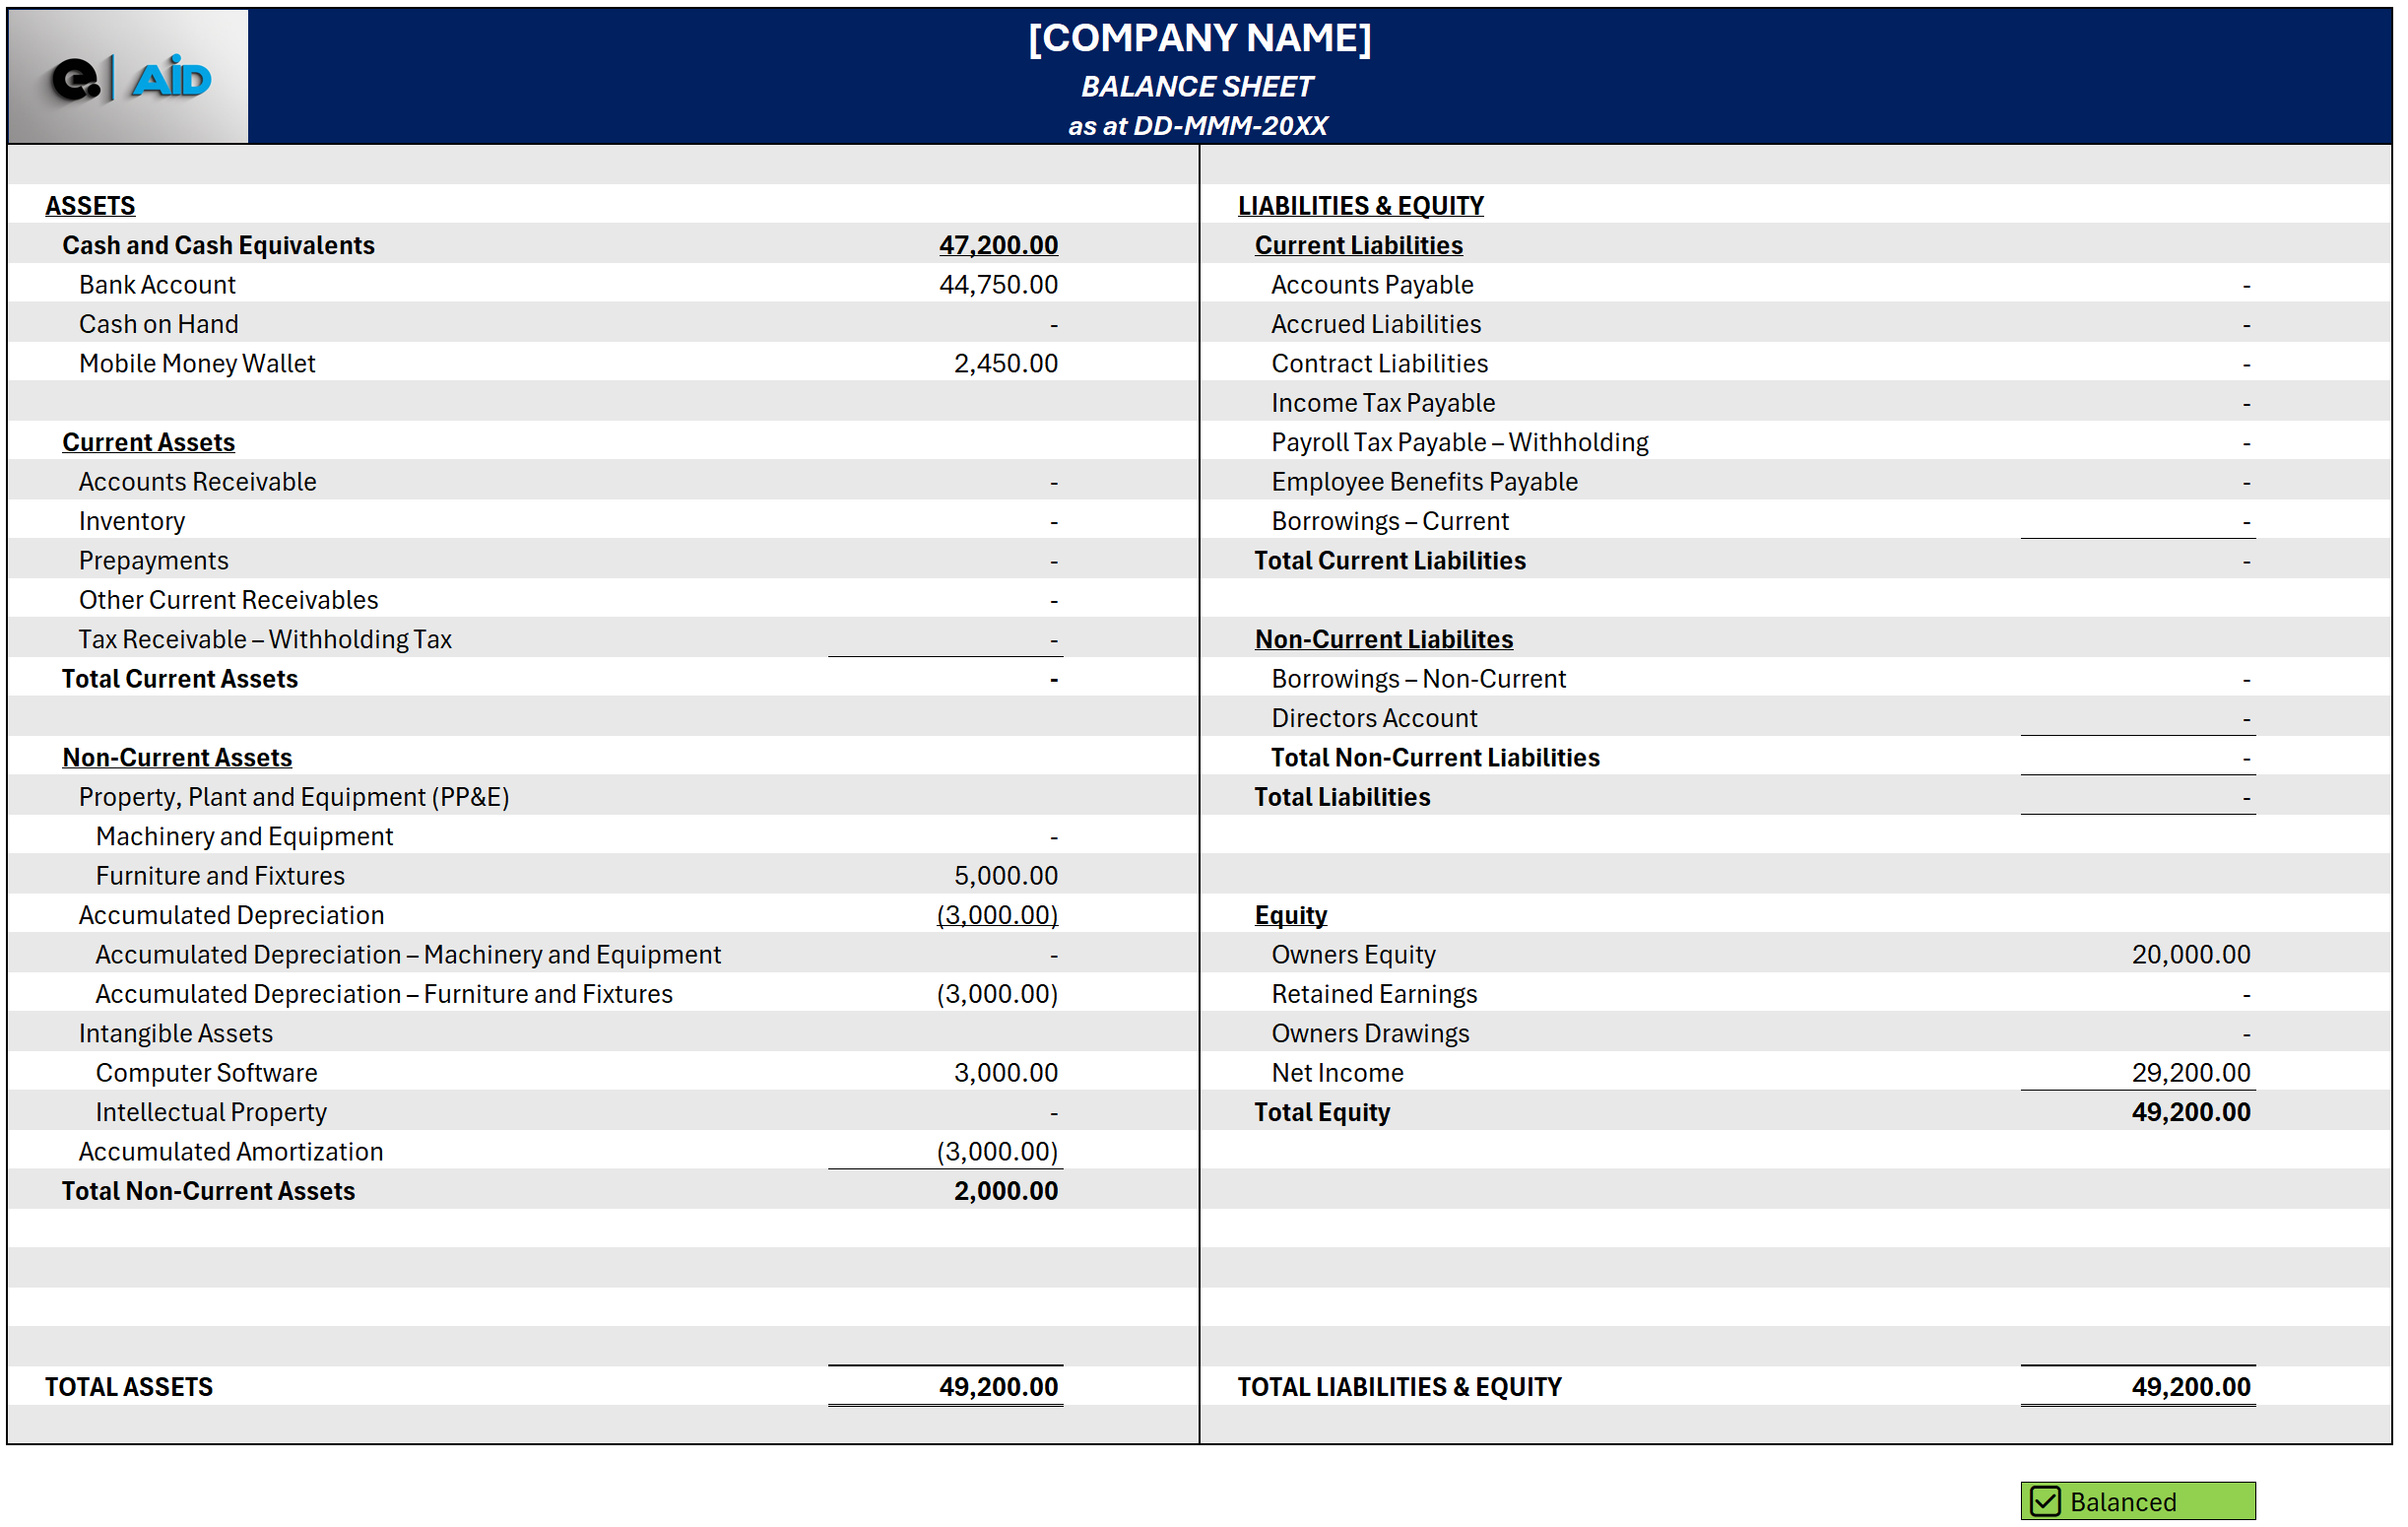 e. | AiD
[COMPANY NAME]
BALANCE SHEET
as at DD-MMM-20XX
ASSETS
Cash and Cash Equivalents 47,200.00
Bank Account 44,750.00
Cash on Hand -
Mobile Money Wallet 2,450.00
Current Assets
Accounts Receivable -
Inventory -
Prepayments -
Other Current Receivables -
Tax Receivable – Withholding Tax -
Total Current Assets -
Non-Current Assets
Property, Plant and Equipment (PP&E)
Machinery and Equipment -
Furniture and Fixtures 5,000.00
Accumulated Depreciation (3,000.00)
Accumulated Depreciation – Machinery and Equipment -
Accumulated Depreciation – Furniture and Fixtures (3,000.00)
Intangible Assets
Computer Software 3,000.00
Intellectual Property -
Accumulated Amortization (3,000.00)
Total Non-Current Assets 2,000.00
TOTAL ASSETS 49,200.00
LIABILITIES & EQUITY
Current Liabilities
Accounts Payable -
Accrued Liabilities -
Contract Liabilities -
Income Tax Payable -
Payroll Tax Payable – Withholding -
Employee Benefits Payable -
Borrowings – Current -
Total Current Liabilities -
Non-Current Liabilites
Borrowings – Non-Current -
Directors Account -
Total Non-Current Liabilities -
Total Liabilities -
Equity
Owners Equity 20,000.00
Retained Earnings -
Owners Drawings -
Net Income 29,200.00
Total Equity 49,200.00
TOTAL LIABILITIES & EQUITY 49,200.00
Balanced